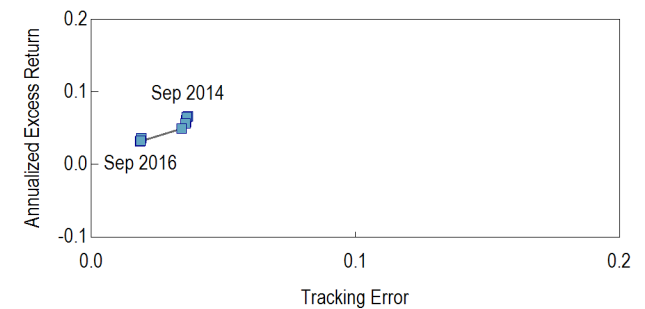 Annualized Excess Return
0.2
0.1
0.0
-0.1
Sep 2014
Sep 2016
0.0
0.1
0.2
Tracking Error